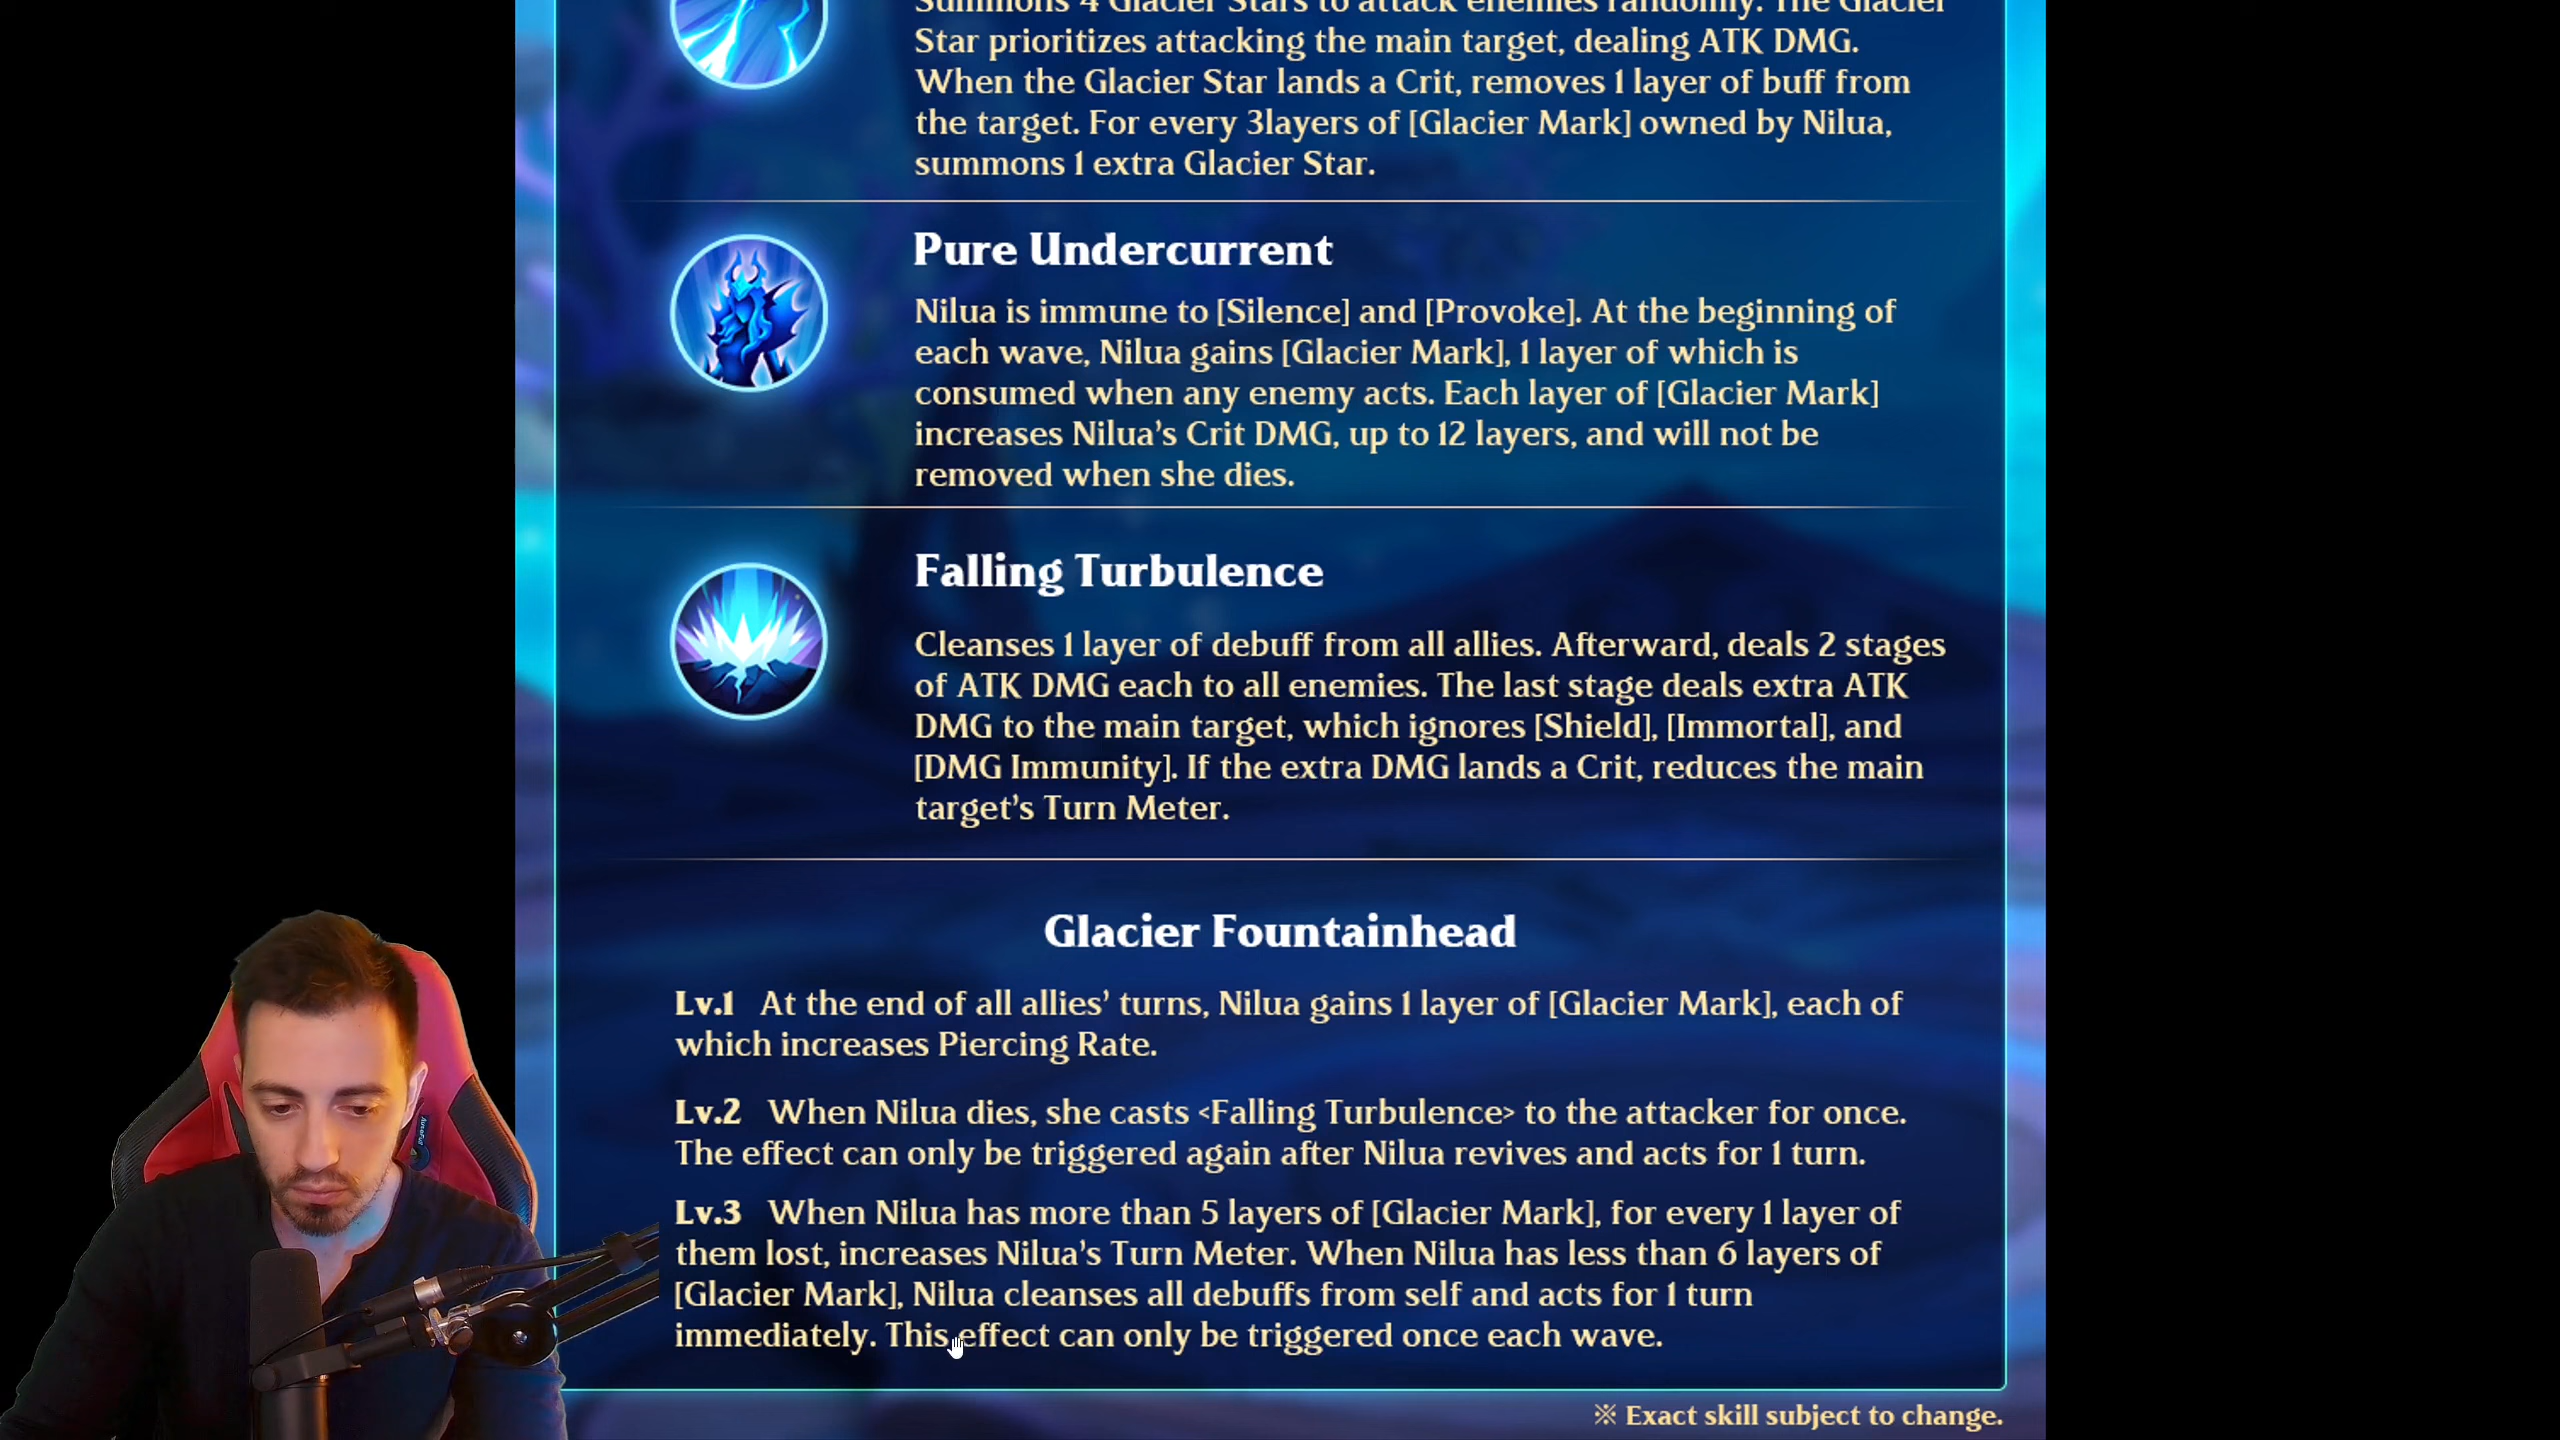 Summons 4 Glacier Stars to attack enemies randomly. The Glacier
Star prioritizes attacking the main target, dealing ATK DMG.
When the Glacier Star lands a Crit, removes 1 layer of buff from
the target. For every 3layers of [Glacier Mark] owned by Nilua,
summons 1 extra Glacier Star.
Pure Undercurrent
Nilua is immune to [Silence] and [Provoke]. At the beginning of
each wave, Nilua gains [Glacier Mark], 1 layer of which is
consumed when any enemy acts. Each layer of [Glacier Mark]
increases Nilua's Crit DMG, up to 12 layers, and will not be
removed when she dies.
Falling Turbulence
Cleanses 1 layer of debuff from all allies. Afterward, deals 2 stages
of ATK DMG each to all enemies. The last stage deals extra ATK
DMG to the main target, which ignores [Shield], [Immortal], and
[DMG Immunity]. If the extra DMG lands a Crit, reduces the main
target's Turn Meter.
Glacier Fountainhead
Lv.1 At the end of all allies' turns, Nilua gains 1 layer of [Glacier Mark], each of
which increases Piercing Rate.
Lv.2 When Nilua dies, she casts <Falling Turbulence> to the attacker for once.
The effect can only be triggered again after Nilua revives and acts for 1 turn.
Lv.3 When Nilua has more than 5 layers of [Glacier Mark], for every 1 layer of
them lost, increases Nilua's Turn Meter. When Nilua has less than 6 layers of
[Glacier Mark], Nilua cleanses all debuffs from self and acts for 1 turn
immediately. This effect can only be triggered once each wave.
※ Exact skill subject to change.